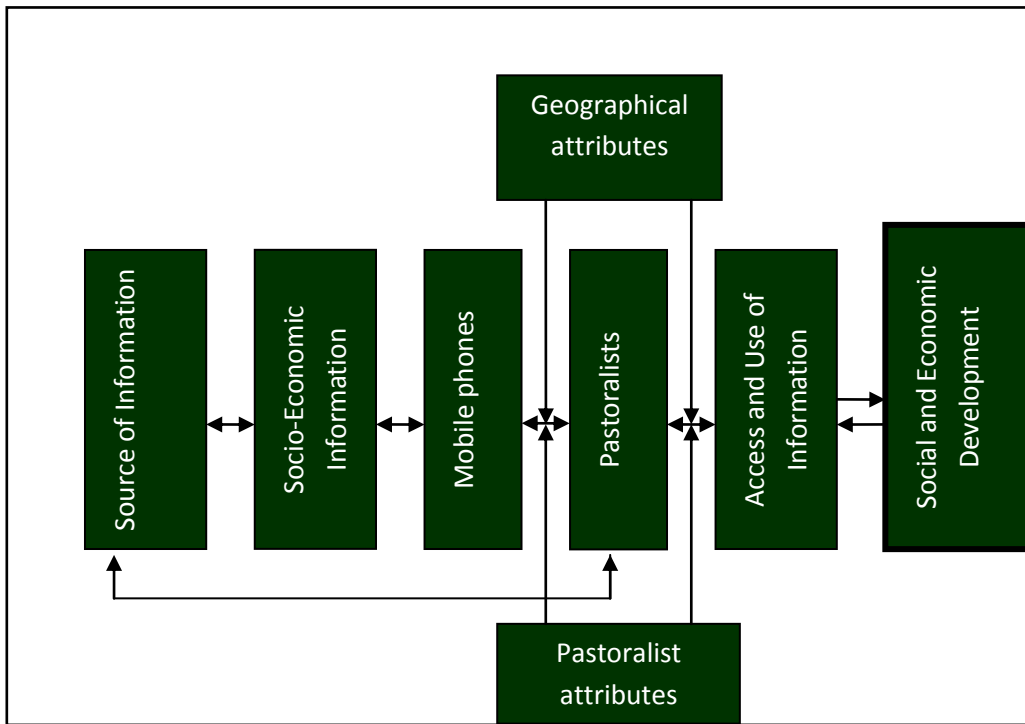 Geographical
attributes
Source of Information
Socio-Economic
Information
Mobile phones
Pastoralists
Access and Use of
Information
Social and Economic
Development
Pastoralist
attributes